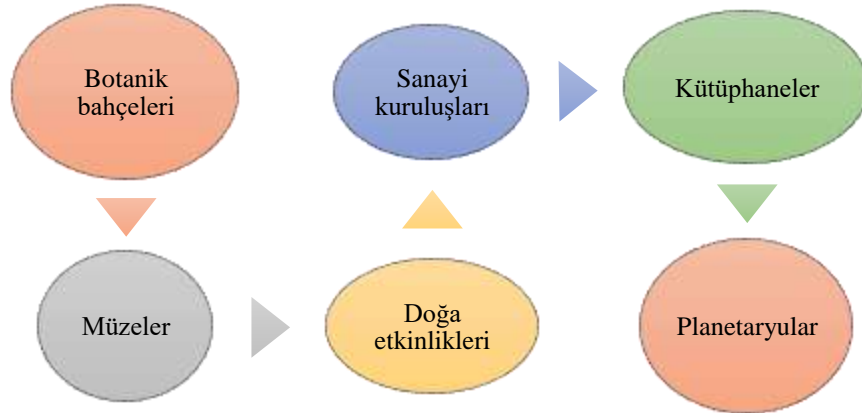 Botanik
bahçeleri
Müzeler
Doğa
etkinlikleri
Sanayi
kuruluşları
Kütüphaneler
Planetaryular